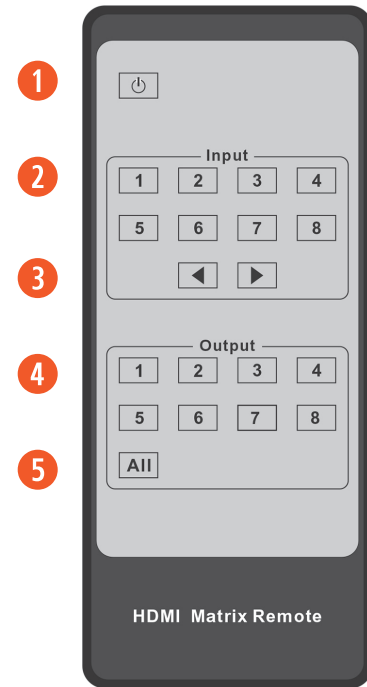 1
2
3
4
5
Input
1 2 3 4
5 6 7 8
Output
1 2 3 4
5 6 7 8
All
HDMI Matrix Remote